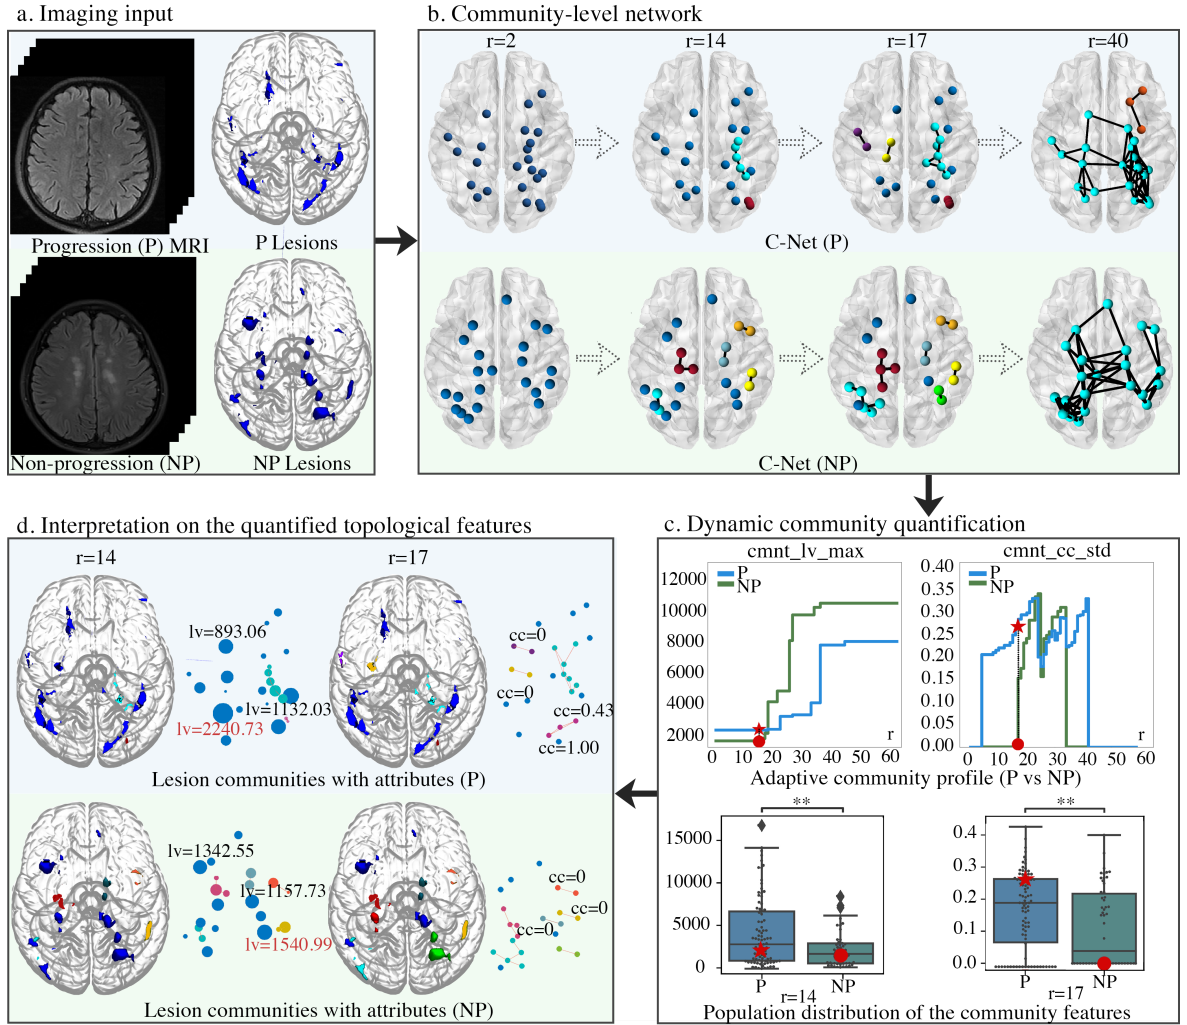 a. Imaging input
Progression (P) MRI
P Lesions
Non-progression (NP)
NP Lesions
b. Community-level network
r=2
r=14
r=17
r=40
C-Net (P)
C-Net (NP)
c. Dynamic community quantification
cmnt_lv_max
P
NP
12000
10000
8000
6000
4000
2000
0 10 20 30 40 50 60
r
cmnt_cc_std
P
NP
0.40
0.35
0.30
0.25
0.20
0.15
0.10
0.05
0.00
0 10 20 30 40 50 60
r
Adaptive community profile (P vs NP)
**
15000
10000
5000
0
P
NP
r=14
**
0.4
0.3
0.2
0.1
0.0
P
NP
r=17
Population distribution of the community features
d. Interpretation on the quantified topological features
r=14
r=17
lv=893.06
lv=1132.03
lv=2240.73
cc=0
cc=0
cc=0.43
cc=1.00
Lesion communities with attributes (P)
lv=1342.55
lv=1157.73
lv=1540.99
cc=0
cc=0
cc=0
Lesion communities with attributes (NP)